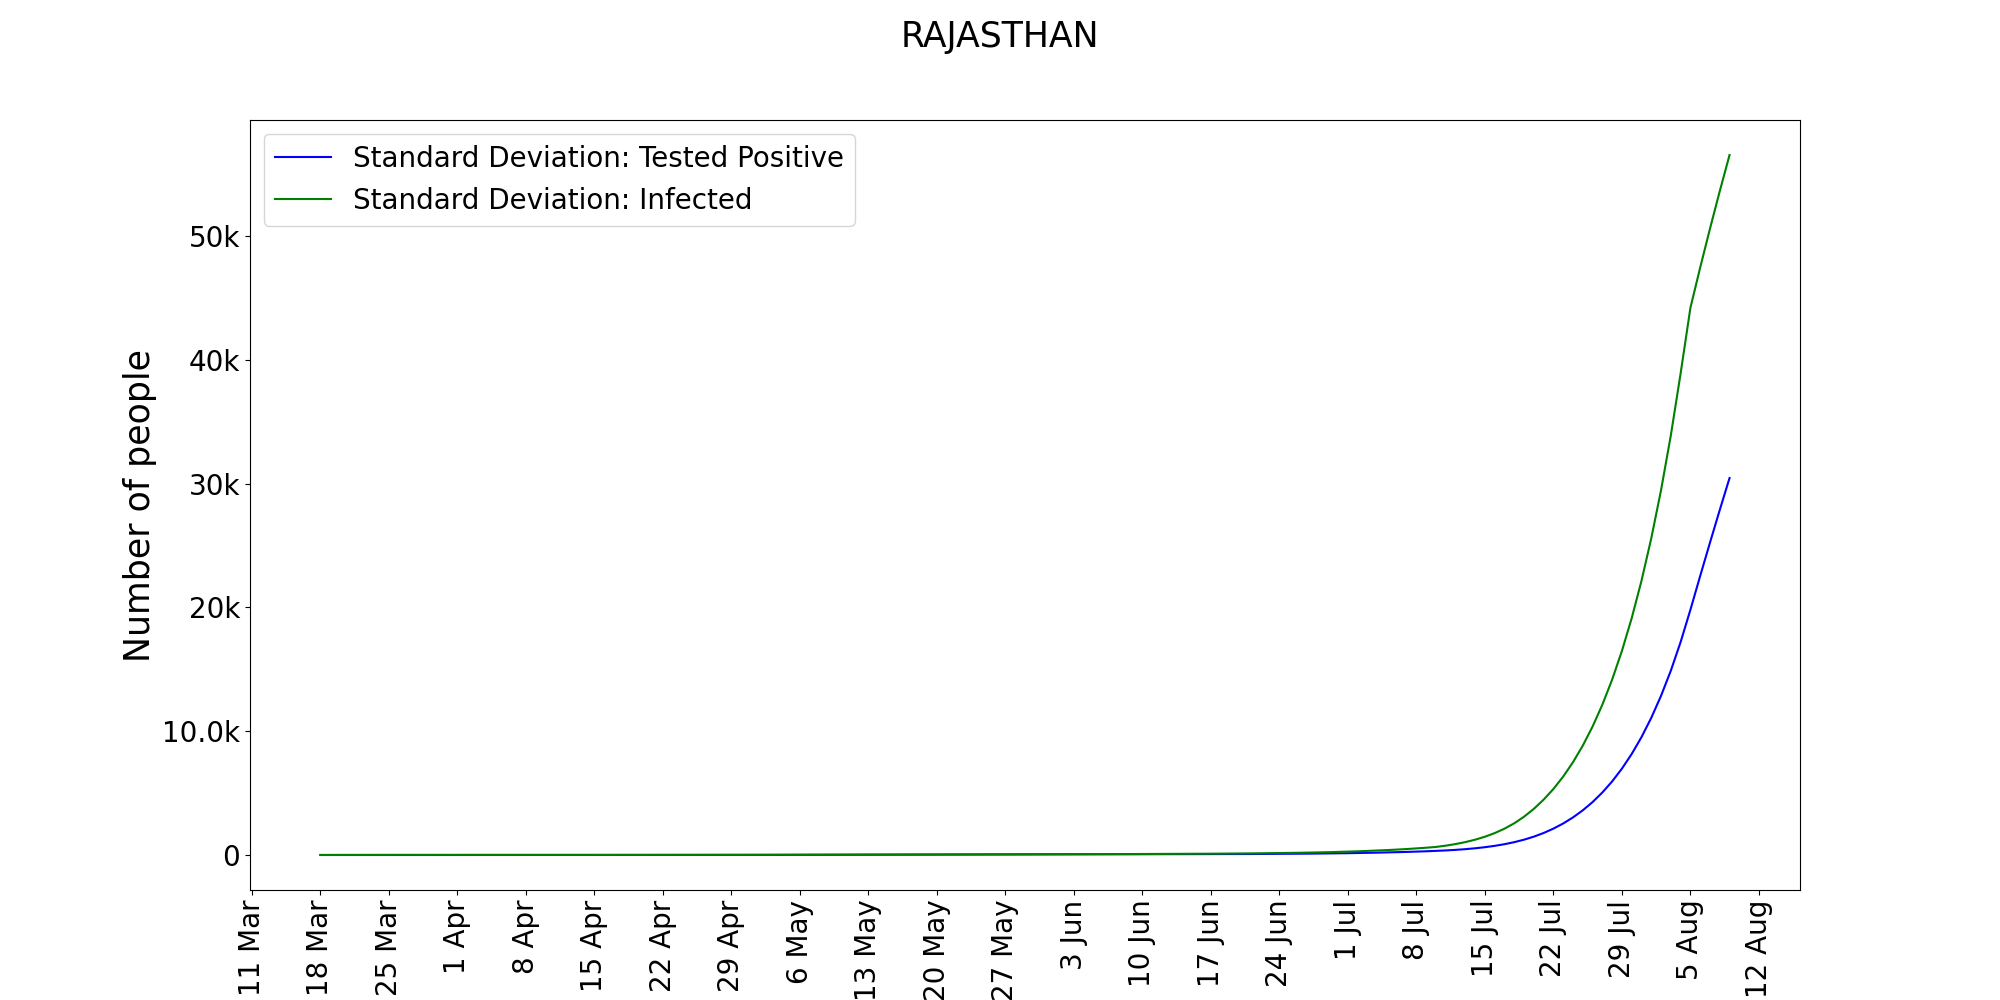 RAJASTHAN
Standard Deviation: Tested Positive
Standard Deviation: Infected
Number of people
50k
40k
30k
20k
10.0k
0
11 Mar
18 Mar
25 Mar
1 Apr
8 Apr
15 Apr
22 Apr
29 Apr
6 May
13 May
20 May
27 May
3 Jun
10 Jun
17 Jun
24 Jun
1 Jul
8 Jul
15 Jul
22 Jul
29 Jul
5 Aug
12 Aug